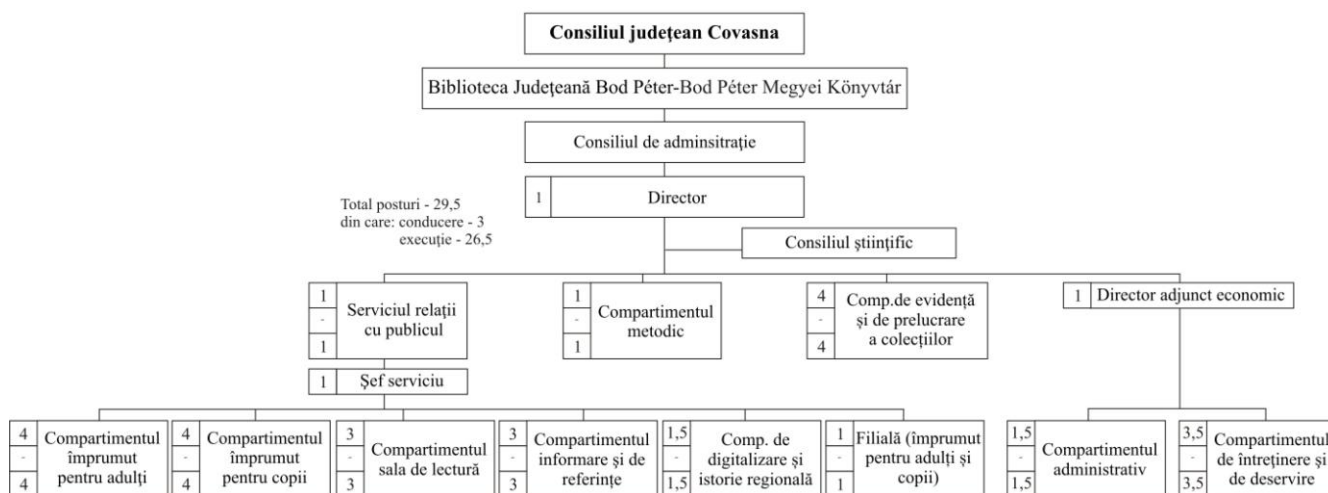 Consiliul județean Covasna
Biblioteca Județeană Bod Péter-Bod Péter Megyei Könyvtár
Consiliul de adminsitrație
1
Director
Total posturi - 29,5
din care: conducere - 3
execuție - 26,5
Consiliul ştiinţific
1
-
1
Serviciul relații
cu publicul
1
-
1
Compartimentul
metodic
4
-
4
Comp.de evidență
și de prelucrare
a colecțiilor
1
Director adjunct economic
1
Şef serviciu
4
-
4
Compartimentul
împrumut
pentru adulţi
4
-
4
Compartimentul
împrumut
pentru copii
3
-
3
Compartimentul
sala de lectură
3
-
3
Compartimentul
informare și de
referințe
1,5
-
1,5
Comp. de
digitalizare și
istorie regională
1
-
1
Filială (împrumut
pentru adulți și
copii)
1,5
-
1,5
Compartimentul
administrativ
3,5
-
3,5
Compartimentul
de întreținere și
de deservire